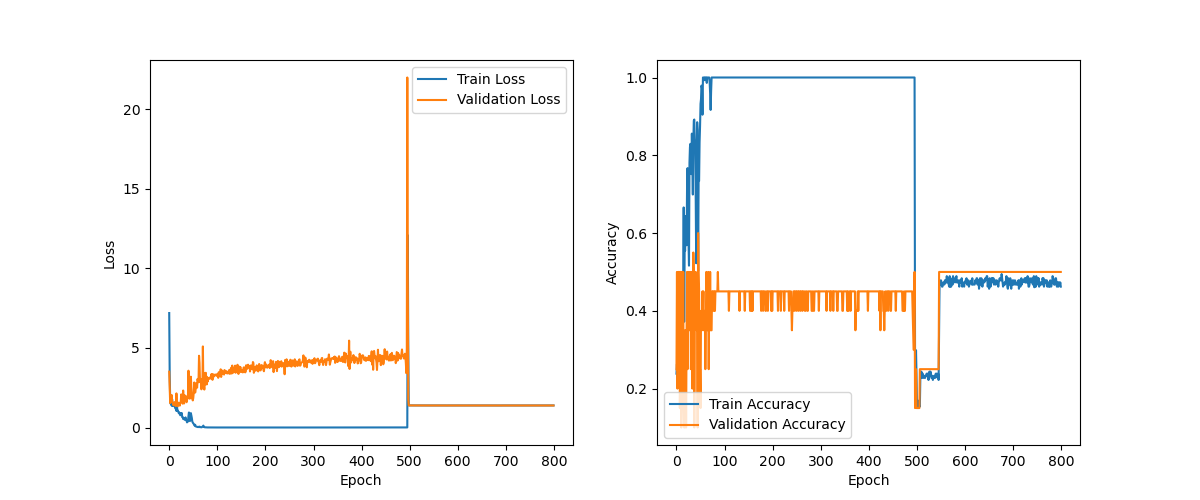 Train Loss
Validation Loss
20
15
10
5
0
Loss
0 100 200 300 400 500 600 700 800
Epoch
1.0
0.8
0.6
0.4
0.2
Accuracy
Train Accuracy
Validation Accuracy
0 100 200 300 400 500 600 700 800
Epoch